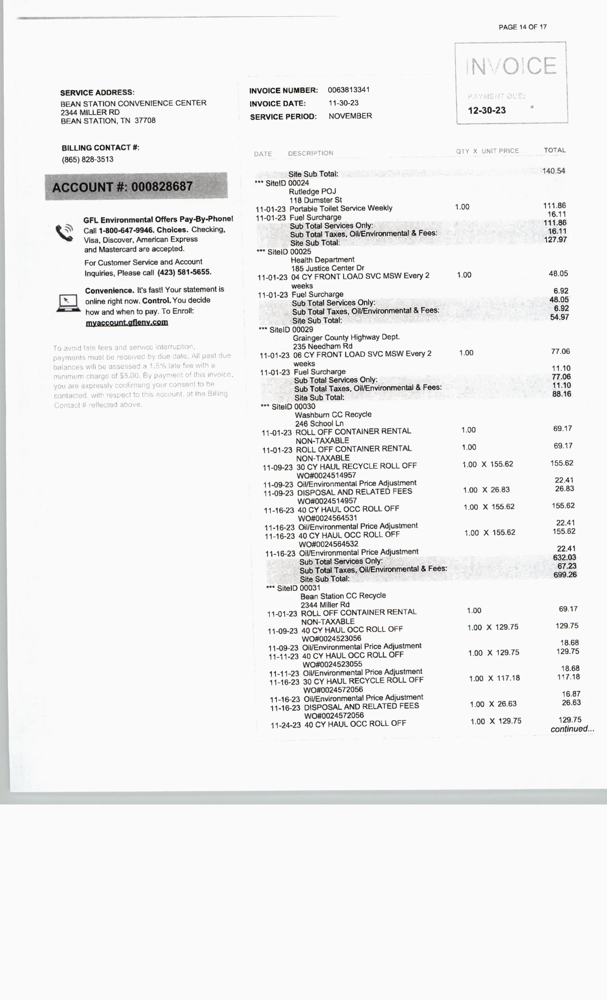 PAGE 14 OF 17
INVOICE
PAYMENT DUE:
12-30-23
SERVICE ADDRESS:
BEAN STATION CONVENIENCE CENTER
2344 MILLER RD
BEAN STATION, TN 37708
INVOICE NUMBER: 0063813341
INVOICE DATE: 11-30-23
SERVICE PERIOD: NOVEMBER
BILLING CONTACT #:
(865) 828-3513
ACCOUNT #: 000828687
GFL Environmental Offers Pay-By-Phone!
Call 1-800-647-9946. Choices. Checking,
Visa, Discover, American Express
and Mastercard are accepted.
For Customer Service and Account
Inquiries, Please call (423) 581-5655.
Convenience. It's fast! Your statement is
online right now. Control. You decide
how and when to pay. To Enroll:
myaccount.gflenv.com
To avoid late fees and service interruption,
payments must be received by due date. All past due
balances will be assessed a 1.5% late fee with a
minimum charge of $5.00. By payment of this invoice,
you are expressly confirming your consent to be
contacted, with respect to this account, at the Billing
Contact # reflected above.
DATE DESCRIPTION QTY X UNIT PRICE TOTAL
Site Sub Total: 140.54
*** SiteID 00024
Rutledge POJ
118 Dumster St
11-01-23 Portable Toilet Service Weekly 1.00 111.86
11-01-23 Fuel Surcharge 16.11
Sub Total Services Only: 111.86
Sub Total Taxes, Oil/Environmental & Fees: 16.11
Site Sub Total: 127.97
*** SiteID 00025
Health Department
185 Justice Center Dr
11-01-23 04 CY FRONT LOAD SVC MSW Every 2 1.00 48.05
weeks
11-01-23 Fuel Surcharge 6.92
Sub Total Services Only: 48.05
Sub Total Taxes, Oil/Environmental & Fees: 6.92
Site Sub Total: 54.97
*** SiteID 00029
Grainger County Highway Dept.
235 Needham Rd
11-01-23 06 CY FRONT LOAD SVC MSW Every 2 1.00 77.06
weeks
11-01-23 Fuel Surcharge 11.10
Sub Total Services Only: 77.06
Sub Total Taxes, Oil/Environmental & Fees: 11.10
Site Sub Total: 88.16
*** SiteID 00030
Washburn CC Recycle
246 School Ln
11-01-23 ROLL OFF CONTAINER RENTAL 1.00 69.17
NON-TAXABLE
11-01-23 ROLL OFF CONTAINER RENTAL 1.00 69.17
NON-TAXABLE
11-09-23 30 CY HAUL RECYCLE ROLL OFF 1.00 X 155.62 155.62
WO#0024514957
11-09-23 Oil/Environmental Price Adjustment 22.41
11-09-23 DISPOSAL AND RELATED FEES 1.00 X 26.83 26.83
WO#0024514957
11-16-23 40 CY HAUL OCC ROLL OFF 1.00 X 155.62 155.62
WO#0024564531
11-16-23 Oil/Environmental Price Adjustment 22.41
11-16-23 40 CY HAUL OCC ROLL OFF 1.00 X 155.62 155.62
WO#0024564532
11-16-23 Oil/Environmental Price Adjustment 22.41
Sub Total Services Only: 632.03
Sub Total Taxes, Oil/Environmental & Fees: 67.23
Site Sub Total: 699.26
*** SiteID 00031
Bean Station CC Recycle
2344 Miller Rd
11-01-23 ROLL OFF CONTAINER RENTAL 1.00 69.17
NON-TAXABLE
11-09-23 40 CY HAUL OCC ROLL OFF 1.00 X 129.75 129.75
WO#0024523056
11-09-23 Oil/Environmental Price Adjustment 18.68
11-11-23 40 CY HAUL OCC ROLL OFF 1.00 X 129.75 129.75
WO#0024523055
11-11-23 Oil/Environmental Price Adjustment 18.68
11-16-23 30 CY HAUL RECYCLE ROLL OFF 1.00 X 117.18 117.18
WO#0024572056
11-16-23 Oil/Environmental Price Adjustment 16.87
11-16-23 DISPOSAL AND RELATED FEES 1.00 X 26.63 26.63
WO#0024572056
11-24-23 40 CY HAUL OCC ROLL OFF 1.00 X 129.75 129.75
continued...